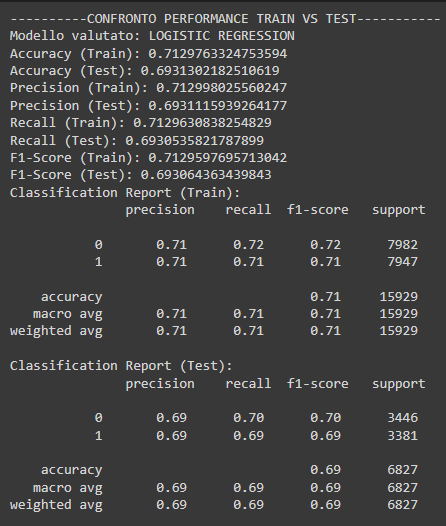 -----------CONFRONTO PERFORMANCE TRAIN VS TEST------------
Modello valutato: LOGISTIC REGRESSION
Accuracy (Train): 0.7129763324753594
Accuracy (Test): 0.6931302182510619
Precision (Train): 0.712998025560247
Precision (Test): 0.6931115939264177
Recall (Train): 0.7129630838254829
Recall (Test): 0.6930535821787899
F1-Score (Train): 0.7129597695713042
F1-Score (Test): 0.693064363439843
Classification Report (Train):
precision recall f1-score support
0 0.71 0.72 0.72 7982
1 0.71 0.71 0.71 7947
accuracy 0.71 15929
macro avg 0.71 0.71 0.71 15929
weighted avg 0.71 0.71 0.71 15929
Classification Report (Test):
precision recall f1-score support
0 0.69 0.70 0.70 3446
1 0.69 0.69 0.69 3381
accuracy 0.69 6827
macro avg 0.69 0.69 0.69 6827
weighted avg 0.69 0.69 0.69 6827